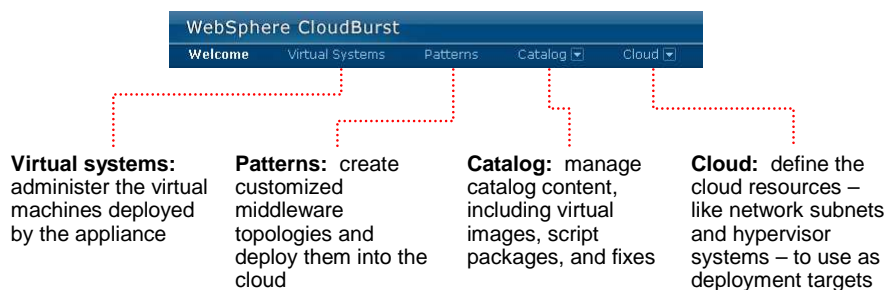 WebSphere CloudBurst
Welcome Virtual Systems Patterns Catalog Cloud
Virtual systems:
administer the virtual
machines deployed
by the appliance
Patterns: create
customized
middleware
topologies and
deploy them into the
cloud
Catalog: manage
catalog content,
including virtual
images, script
packages, and fixes
Cloud: define the
cloud resources –
like network subnets
and hypervisor
systems – to use as
deployment targets